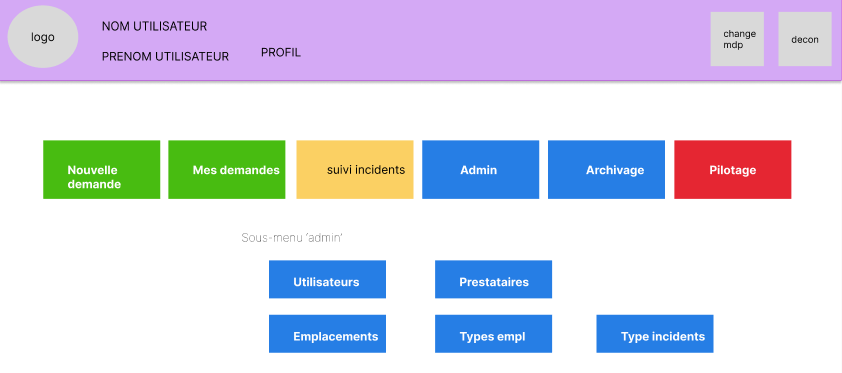 logo
NOM UTILISATEUR
PRENOM UTILISATEUR
PROFIL
change
mdp
decon
Nouvelle
demande
Mes demandes
suivi incidents
Admin
Archivage
Pilotage
Sous-menu 'admin'
Utilisateurs
Prestataires
Emplacements
Types empl
Type incidents